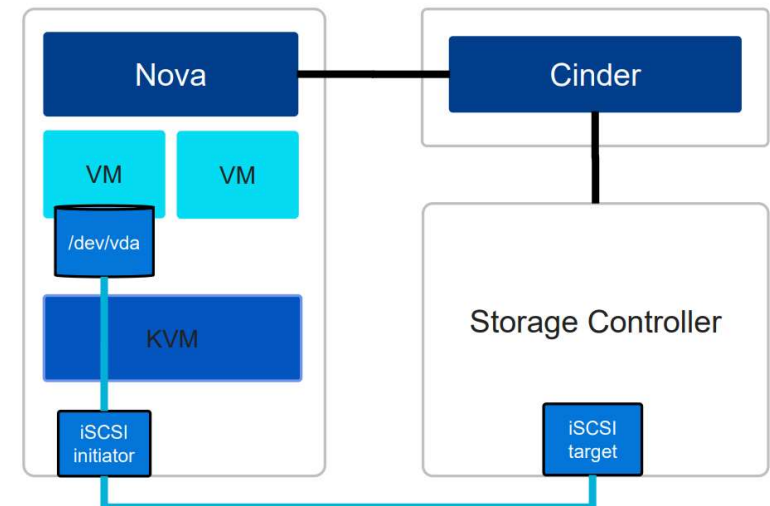 Nova
Cinder
VM
VM
/dev/vda
KVM
Storage Controller
iSCSI
initiator
iSCSI
target